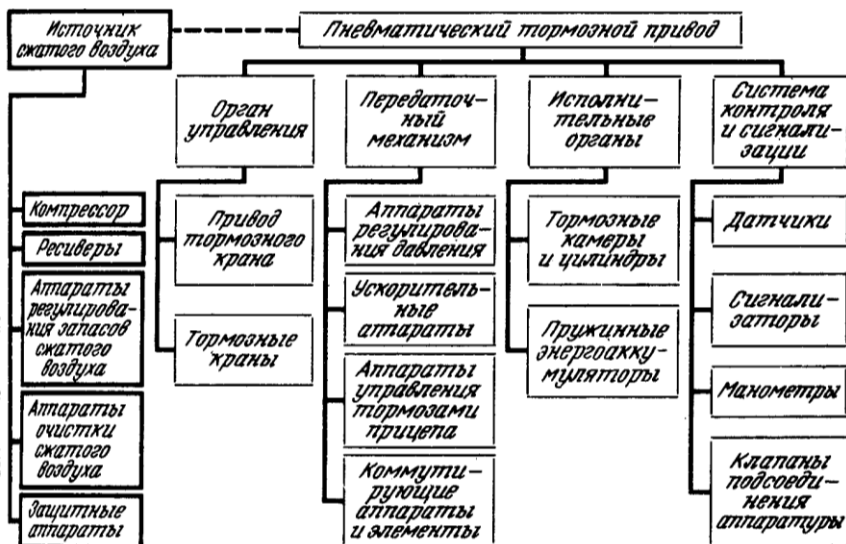 Источник
сжатого воздуха
Пневматический тормозной привод
Орган
управления
Передаточ-
ный
механизм
Исполни-
тельные
органы
Система
контроля
и сигнали-
зации
Компрессор
Ресиверы
Аппараты
регулирова-
ния запасов
сжатого
воздуха
Аппараты
очистки
сжатого
воздуха
Защитные
аппараты
Привод
тормозного
крана
Тормозные
краны
Аппараты
регулирова-
ния давления
Ускоритель-
ные
аппараты
Аппараты
управления
тормозами
прицепа
Коммути-
рующие
аппараты
и элементы
Тормозные
камеры
и цилиндры
Пружинные
энергоакку-
муляторы
Датчики
Сигнали-
заторы
Манометры
Клапаны
подсоеди-
нения
аппаратуры